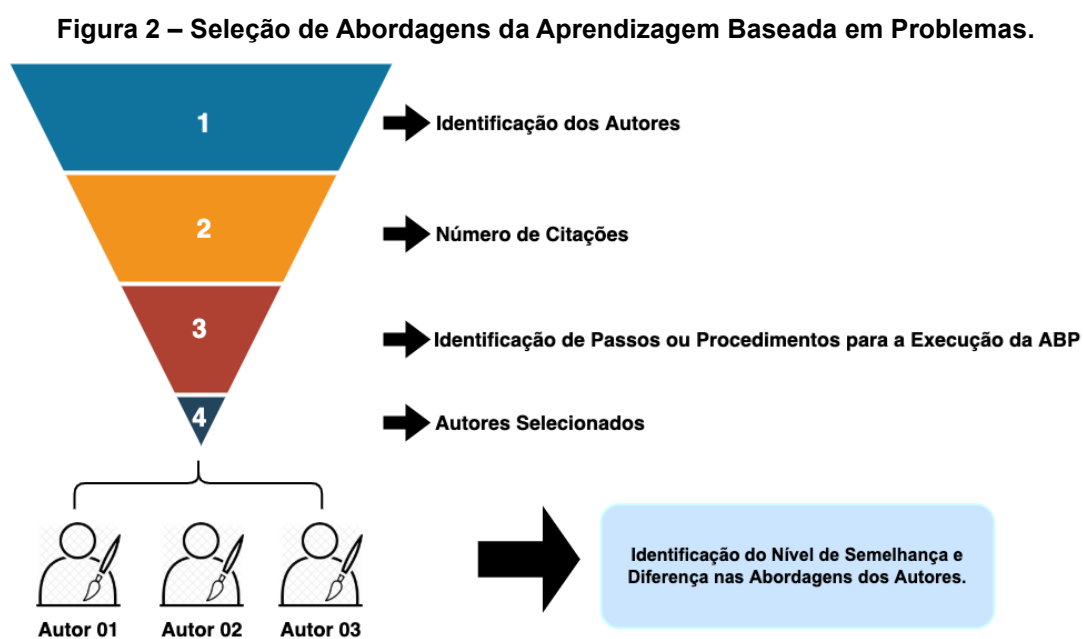 Figura 2 – Seleção de Abordagens da Aprendizagem Baseada em Problemas.
1
Identificação dos Autores
2
Número de Citações
3
Identificação de Passos ou Procedimentos para a Execução da ABP
4
Autores Selecionados
Identificação do Nível de Semelhança e
Diferença nas Abordagens dos Autores.
Autor 01
Autor 02
Autor 03